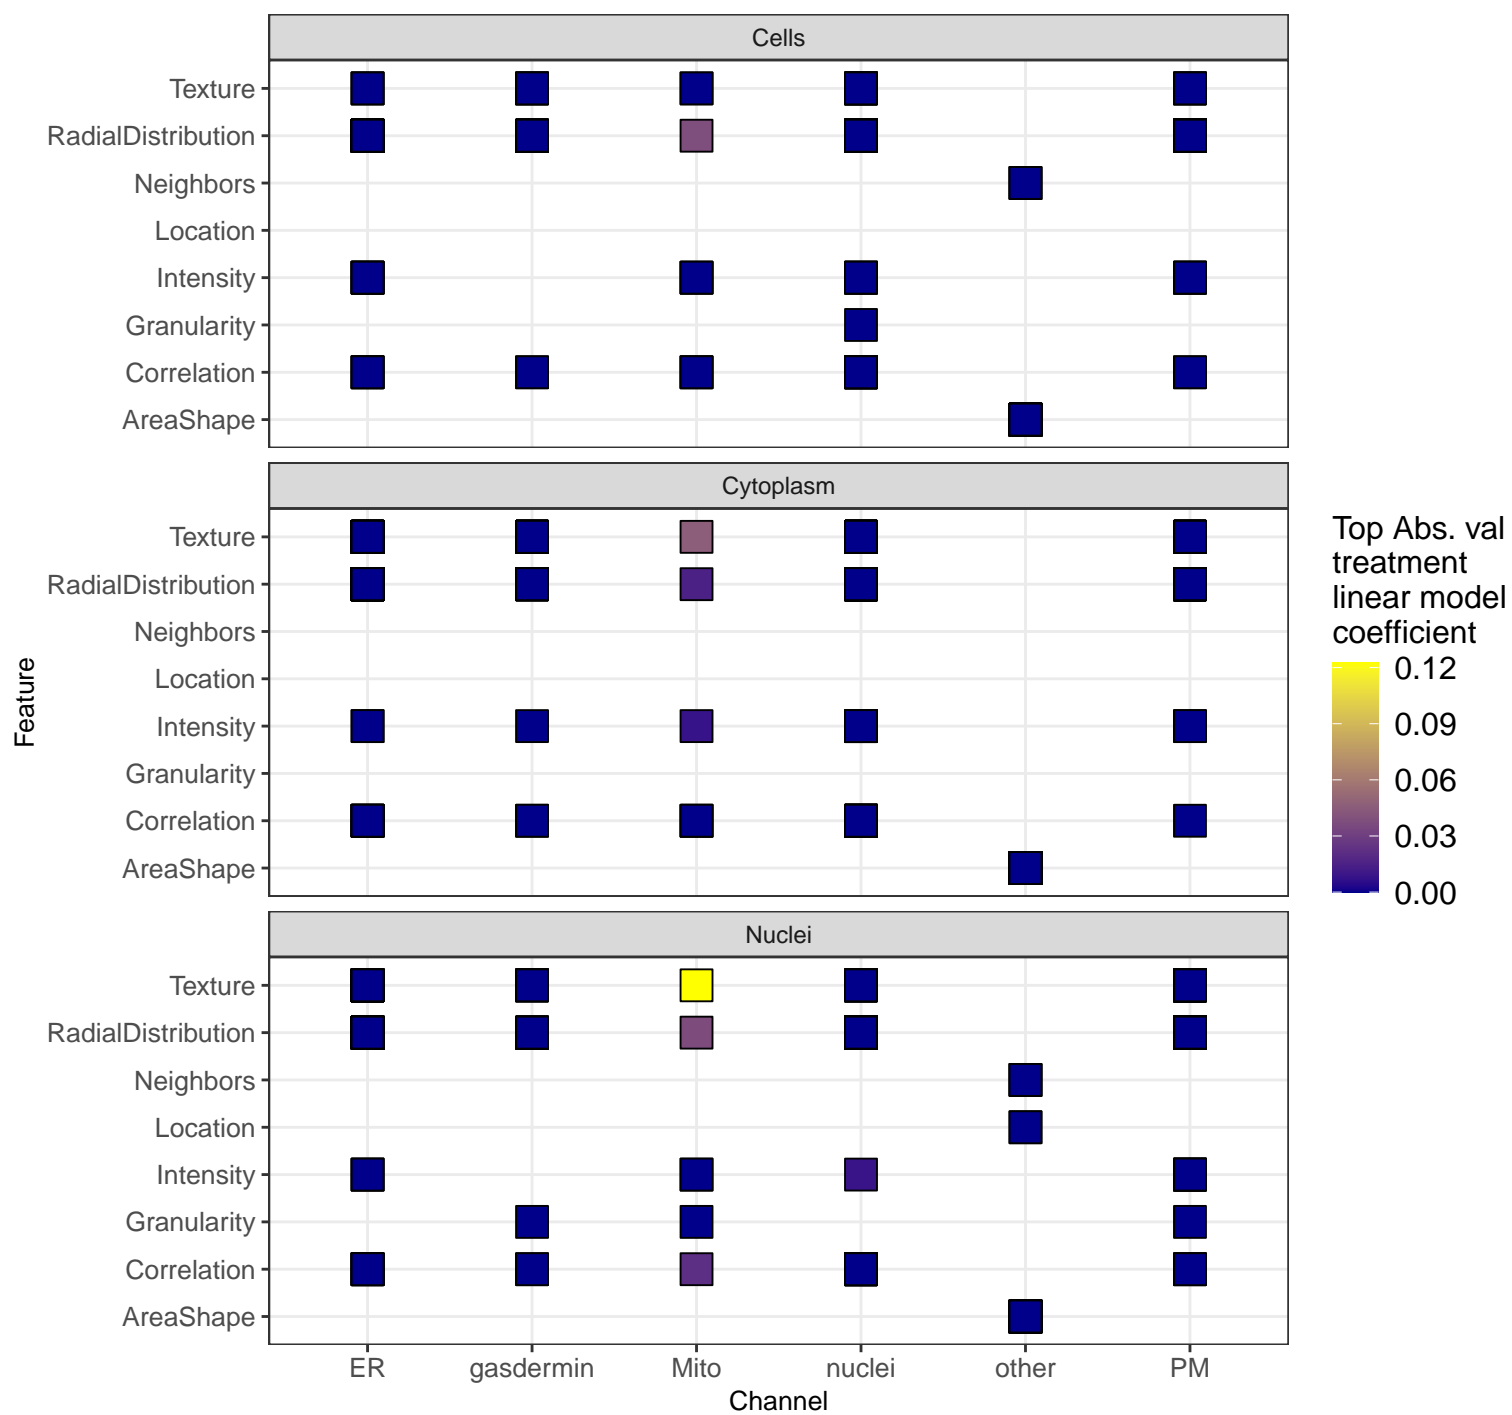 Cells
Texture
RadialDistribution
Neighbors
Location
Intensity
Granularity
Correlation
AreaShape
Cytoplasm
Texture
RadialDistribution
Neighbors
Location
Intensity
Granularity
Correlation
AreaShape
Nuclei
Texture
RadialDistribution
Neighbors
Location
Intensity
Granularity
Correlation
AreaShape
ER gasdermin Mito nuclei other PM
Channel
Feature
Top Abs. val
treatment
linear model
coefficient
0.12
0.09
0.06
0.03
0.00